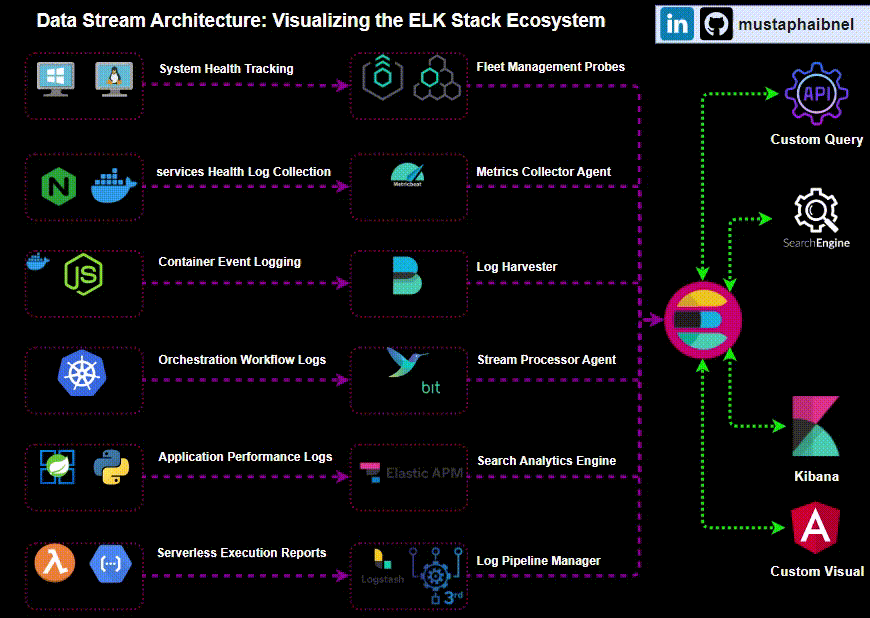 Data Stream Architecture: Visualizing the ELK Stack Ecosystem
in
mustaphaibnel
System Health Tracking
Fleet Management Probes
API
Custom Query
services Health Log Collection
Metricbeat
Metrics Collector Agent
SearchEngine
JS
Container Event Logging
Log Harvester
Orchestration Workflow Logs
bit
Stream Processor Agent
Kibana
Application Performance Logs
Elastic APM
Search Analytics Engine
Custom Visual
Serverless Execution Reports
Logstash
3rd
Log Pipeline Manager